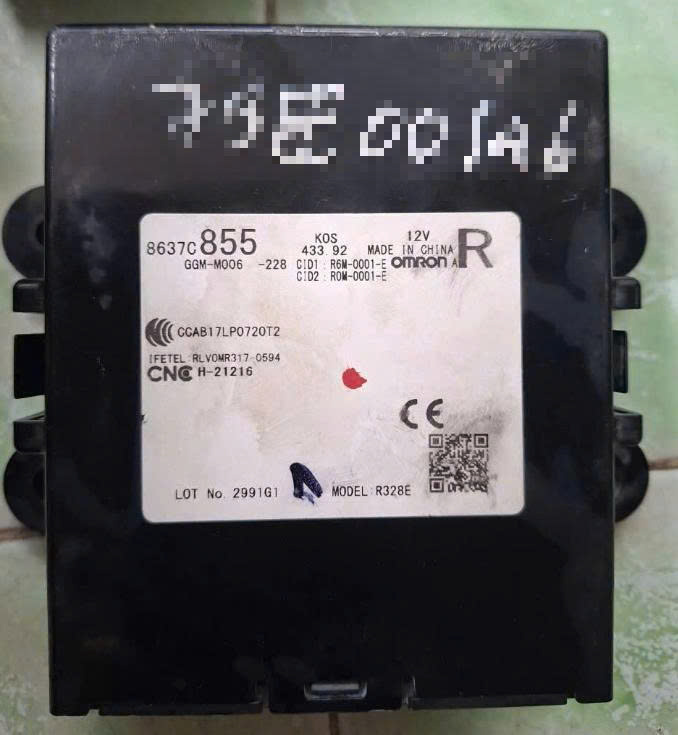 8637C855 KOS 12V R
433.92 MADE IN CHINA
GGM-M006 -228 CID1 : R6M-0001-E OMRON A
CID2 : R0M-0001-E
CCAB17LP0720T2
IFETEL:RLVOMR317-0594
CNC H-21216
CE
LOT No. 2991G1 MODEL:R328E